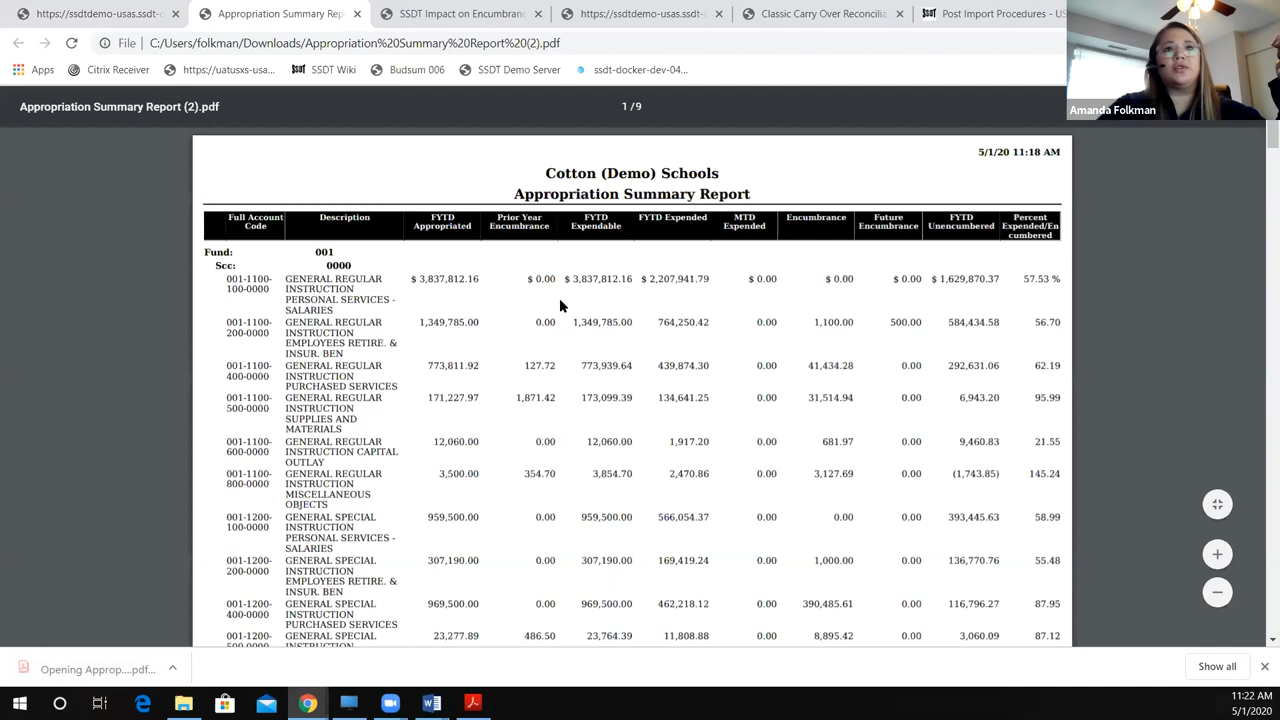 https://ssdtdemo-usas.ssdt-s
Appropriation Summary Rep
SSDT Impact on Encumbranc
https://ssdtdemo-usas.ssdt-s
Classic Carry Over Reconcilia
Post Import Procedures - US
File C:/Users/folkman/Downloads/Appropriation%20Summary%20Report%20(2).pdf
Apps Citrix Receiver https://uatusxs-usa... SSDT Wiki Budsum 006 SSDT Demo Server ssdt-docker-dev-04...
Amanda Folkman
Appropriation Summary Report (2).pdf 1 / 9
5/1/20 11:18 AM
Cotton (Demo) Schools
Appropriation Summary Report
Full Account Description FYTD Prior Year FYTD FYTD Expended MTD Encumbrance Future FYTD Percent
Code Appropriated Encumbrance Expendable Expended Encumbrance Unencumbered Expended/En
cumbered
Fund: 001
Scc: 0000
001-1100- GENERAL REGULAR $ 3,837,812.16 $ 0.00 $ 3,837,812.16 $ 2,207,941.79 $ 0.00 $ 0.00 $ 0.00 $ 1,629,870.37 57.53 %
100-0000 INSTRUCTION
PERSONAL SERVICES -
SALARIES
001-1100- GENERAL REGULAR 1,349,785.00 0.00 1,349,785.00 764,250.42 0.00 1,100.00 500.00 584,434.58 56.70
200-0000 INSTRUCTION
EMPLOYEES RETIRE. &
INSUR. BEN
001-1100- GENERAL REGULAR 773,811.92 127.72 773,939.64 439,874.30 0.00 41,434.28 0.00 292,631.06 62.19
400-0000 INSTRUCTION
PURCHASED SERVICES
001-1100- GENERAL REGULAR 171,227.97 1,871.42 173,099.39 134,641.25 0.00 31,514.94 0.00 6,943.20 95.99
500-0000 INSTRUCTION
SUPPLIES AND
MATERIALS
001-1100- GENERAL REGULAR 12,060.00 0.00 12,060.00 1,917.20 0.00 681.97 0.00 9,460.83 21.55
600-0000 INSTRUCTION CAPITAL
OUTLAY
001-1100- GENERAL REGULAR 3,500.00 354.70 3,854.70 2,470.86 0.00 3,127.69 0.00 (1,743.85) 145.24
800-0000 INSTRUCTION
MISCELLANEOUS
OBJECTS
001-1200- GENERAL SPECIAL 959,500.00 0.00 959,500.00 566,054.37 0.00 0.00 0.00 393,445.63 58.99
100-0000 INSTRUCTION
PERSONAL SERVICES -
SALARIES
001-1200- GENERAL SPECIAL 307,190.00 0.00 307,190.00 169,419.24 0.00 1,000.00 0.00 136,770.76 55.48
200-0000 INSTRUCTION
EMPLOYEES RETIRE. &
INSUR. BEN
001-1200- GENERAL SPECIAL 969,500.00 0.00 969,500.00 462,218.12 0.00 390,485.61 0.00 116,796.27 87.95
400-0000 INSTRUCTION
PURCHASED SERVICES
001-1200- GENERAL SPECIAL 23,277.89 486.50 23,764.39 11,808.88 0.00 8,895.42 0.00 3,060.09 87.12
Opening Approp....pdf...
Show all
11:22 AM
5/1/2020